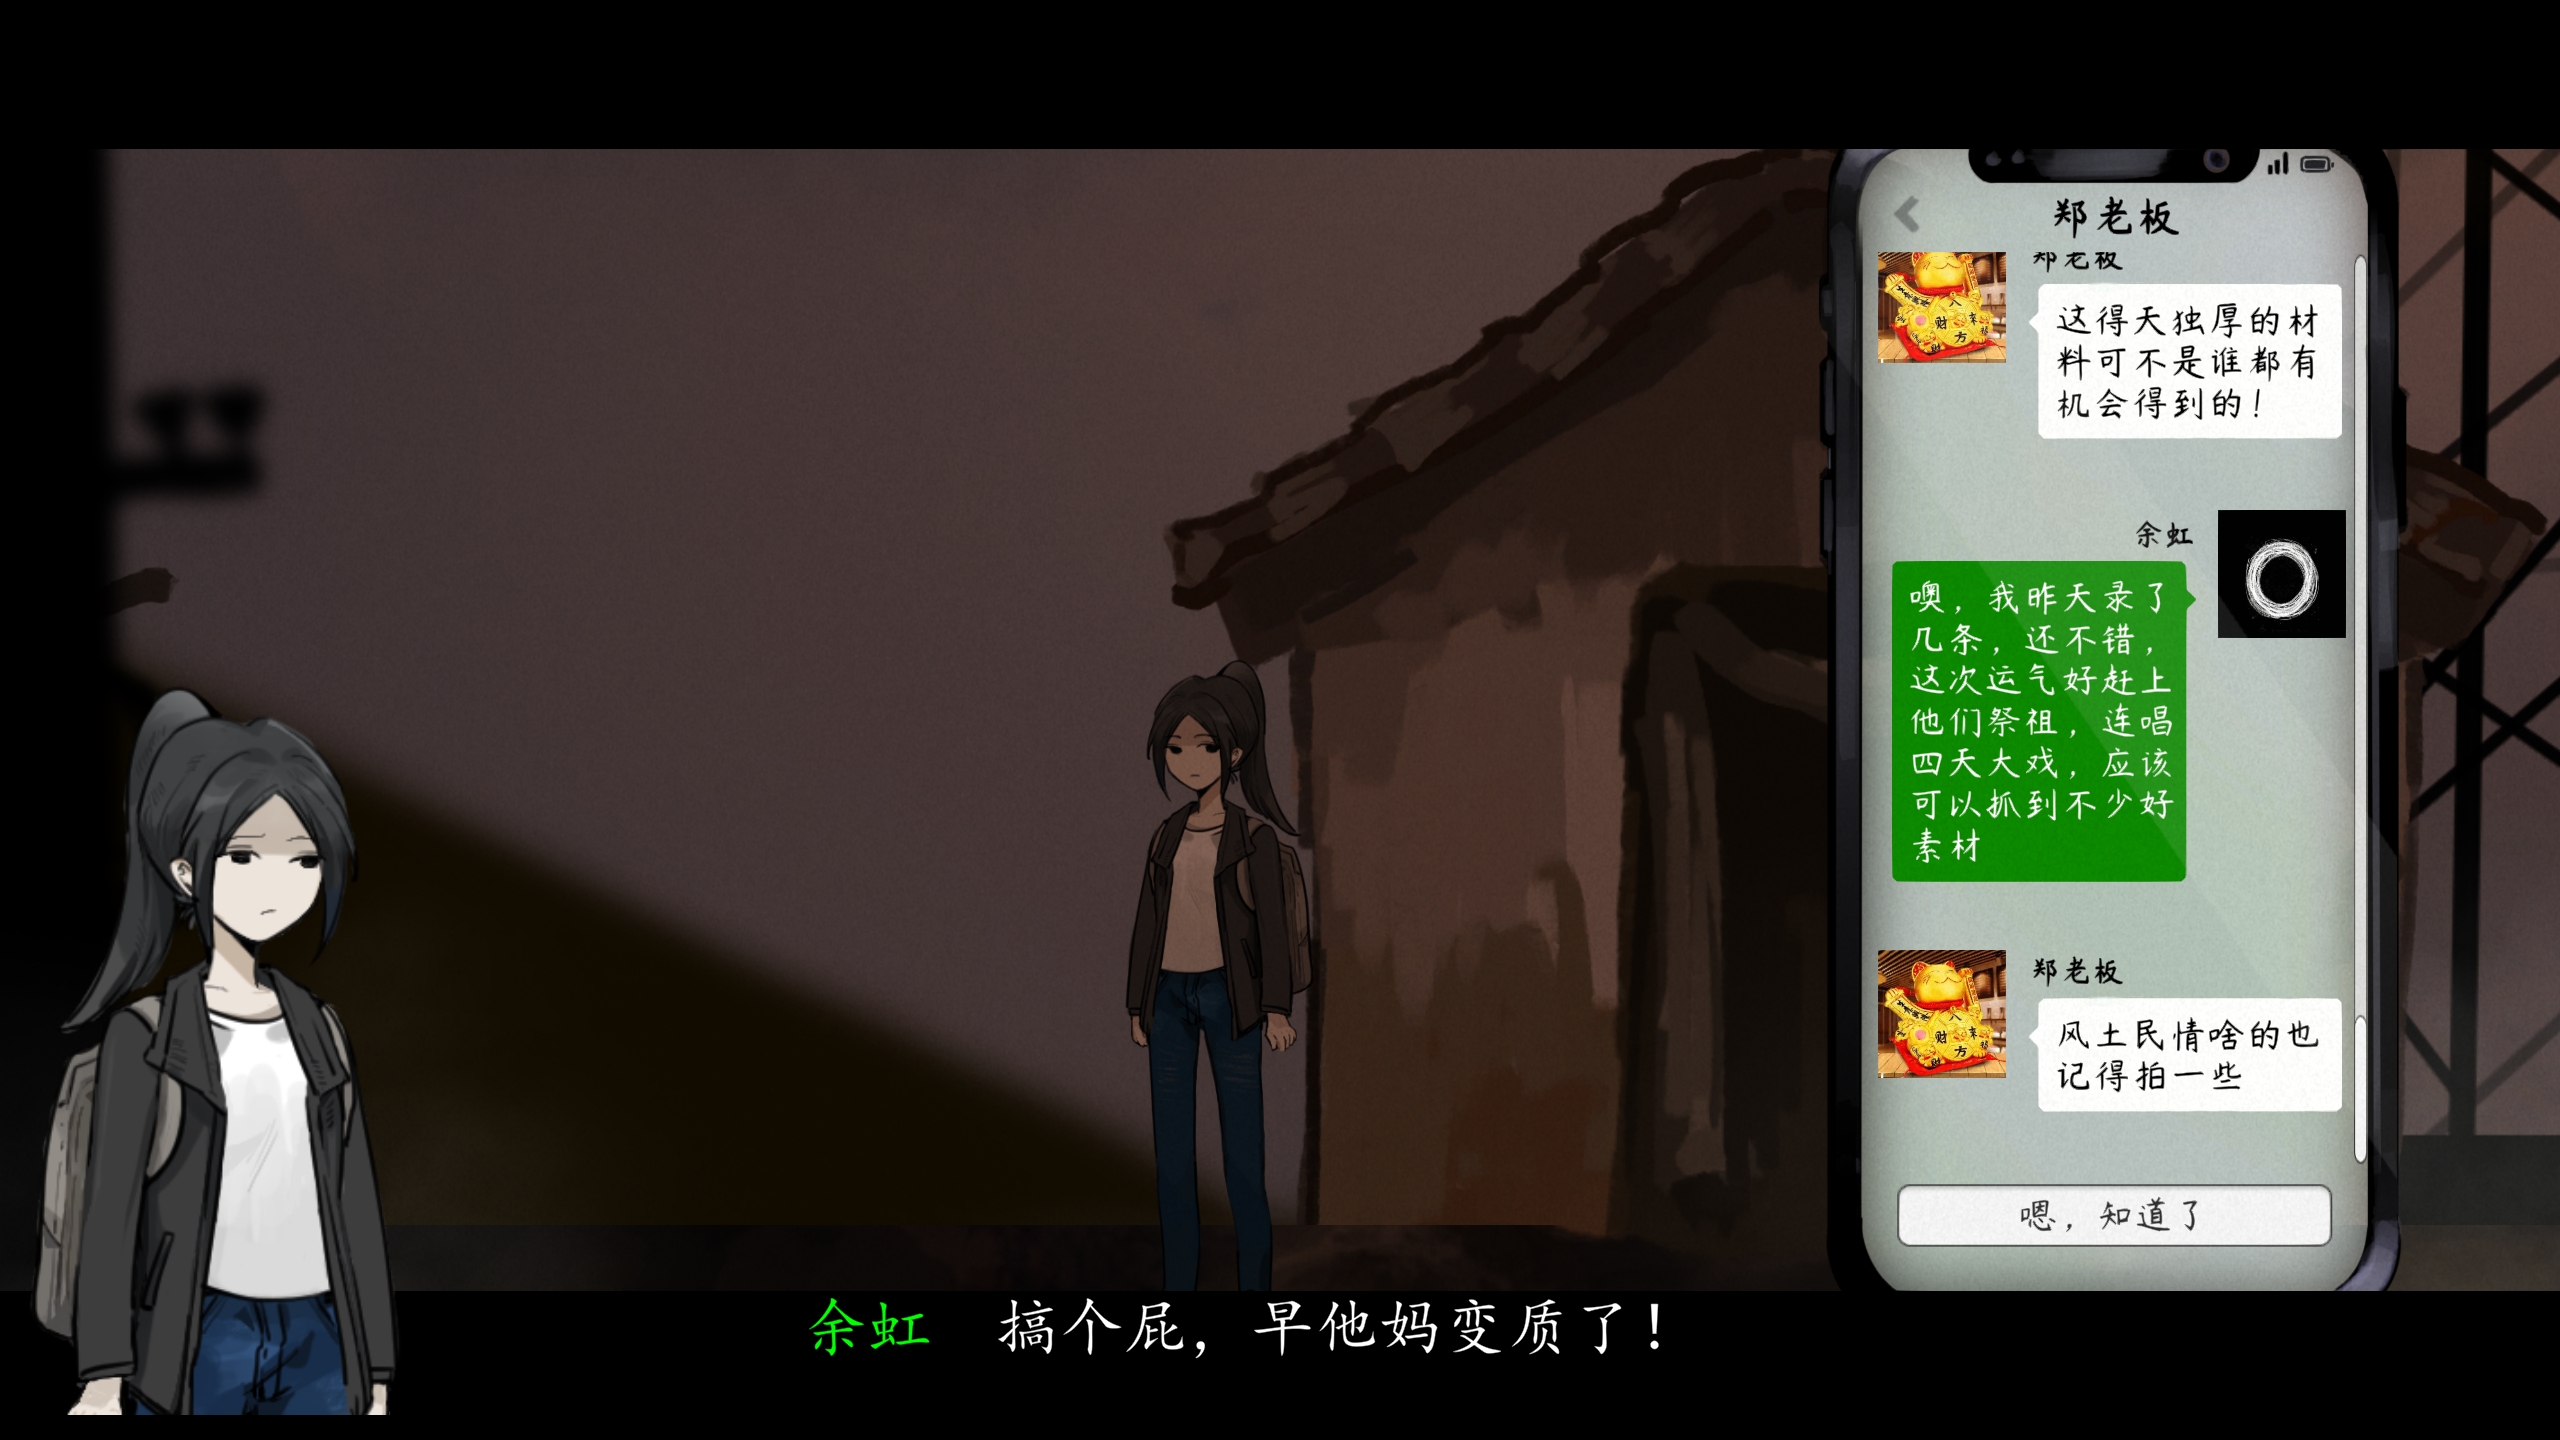 郑老板
郑老板
这得天独厚的材
料可不是谁都有
机会得到的！
余虹
噢，我昨天录了
几条，还不错，
这次运气好赶上
他们祭祖，连唱
四天大戏，应该
可以抓到不少好
素材
郑老板
风土民情啥的也
记得拍一些
嗯，知道了
余虹 搞个屁，早他妈变质了！